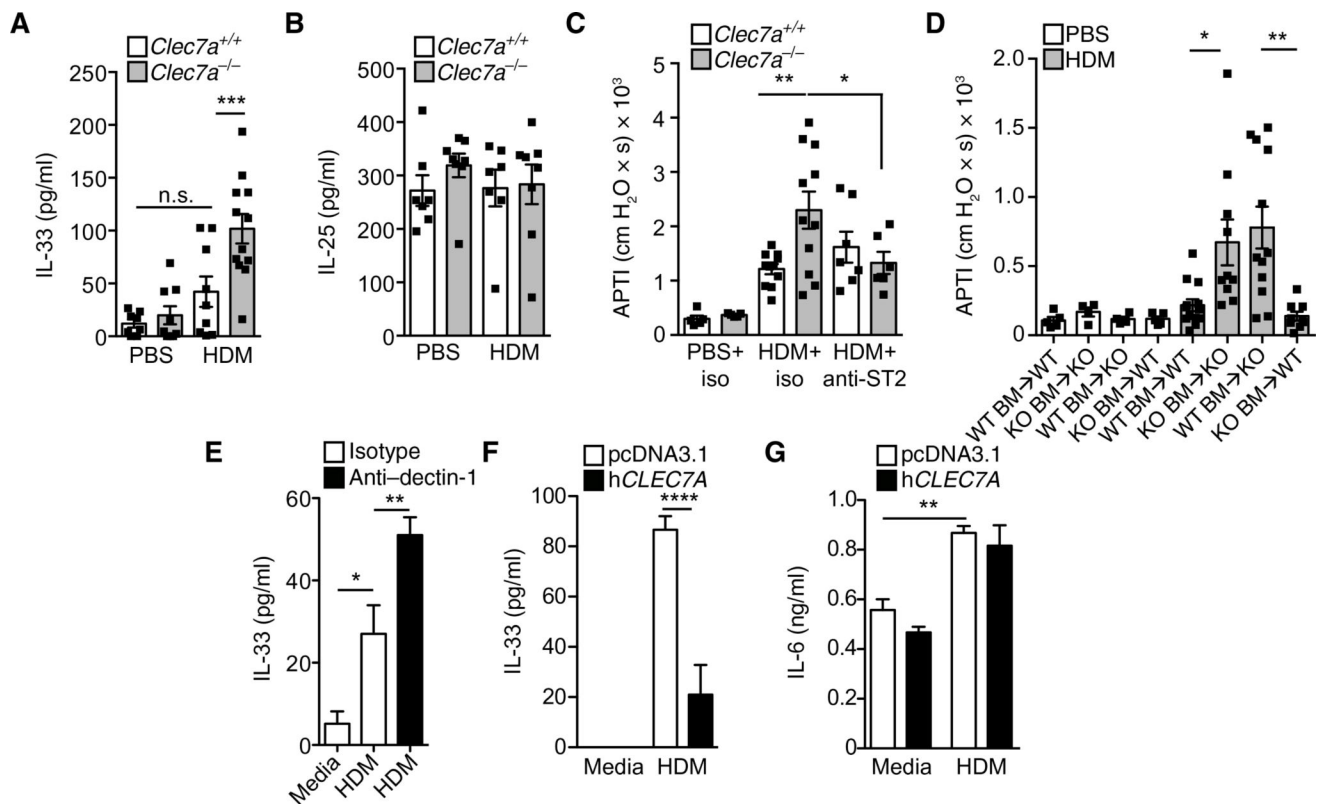 A
Clec7a+/+
Clec7a–/–
IL-33 (pg/ml)
250
200
150
100
50
0
n.s.
***
PBS
HDM
B
Clec7a+/+
Clec7a–/–
IL-25 (pg/ml)
500
400
300
300
200
100
0
PBS
HDM
C
Clec7a+/+
Clec7a–/–
APTI (cm H2O × s) × 10³
5
4
3
2
1
0
**
*
PBS+
iso
HDM+
iso
HDM+
anti-ST2
D
PBS
HDM
APTI (cm H2O × s) × 10³
2.0
1.5
1.0
0.5
0
*
**
WT BM→WT
KO BM→KO
WT BM→KO
KO BM→WT
WT BM→WT
KO BM→KO
WT BM→KO
KO BM→WT
E
Isotype
Anti–dectin-1
IL-33 (pg/ml)
60
40
20
0
*
**
Media
HDM
HDM
F
pcDNA3.1
hCLEC7A
IL-33 (pg/ml)
100
80
60
40
20
0
****
Media
HDM
G
pcDNA3.1
hCLEC7A
IL-6 (ng/ml)
1.0
0.8
0.6
0.4
0.2
0
**
Media
HDM